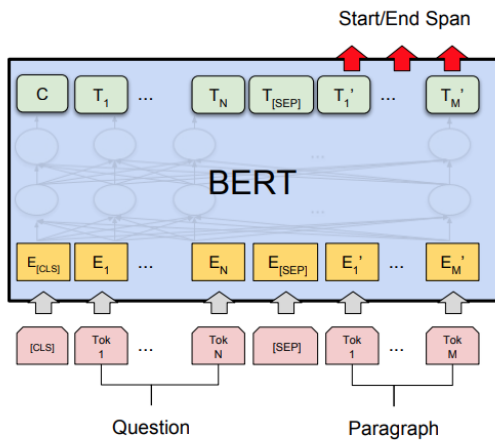 Start/End Span
C T1 ... TN T[SEP] T1' ... TM'
...
BERT
...
E[CLS] E1 ... EN E[SEP] E1' ... EM'
[CLS] Tok 1 ... Tok N [SEP] Tok 1 ... Tok M
Question Paragraph